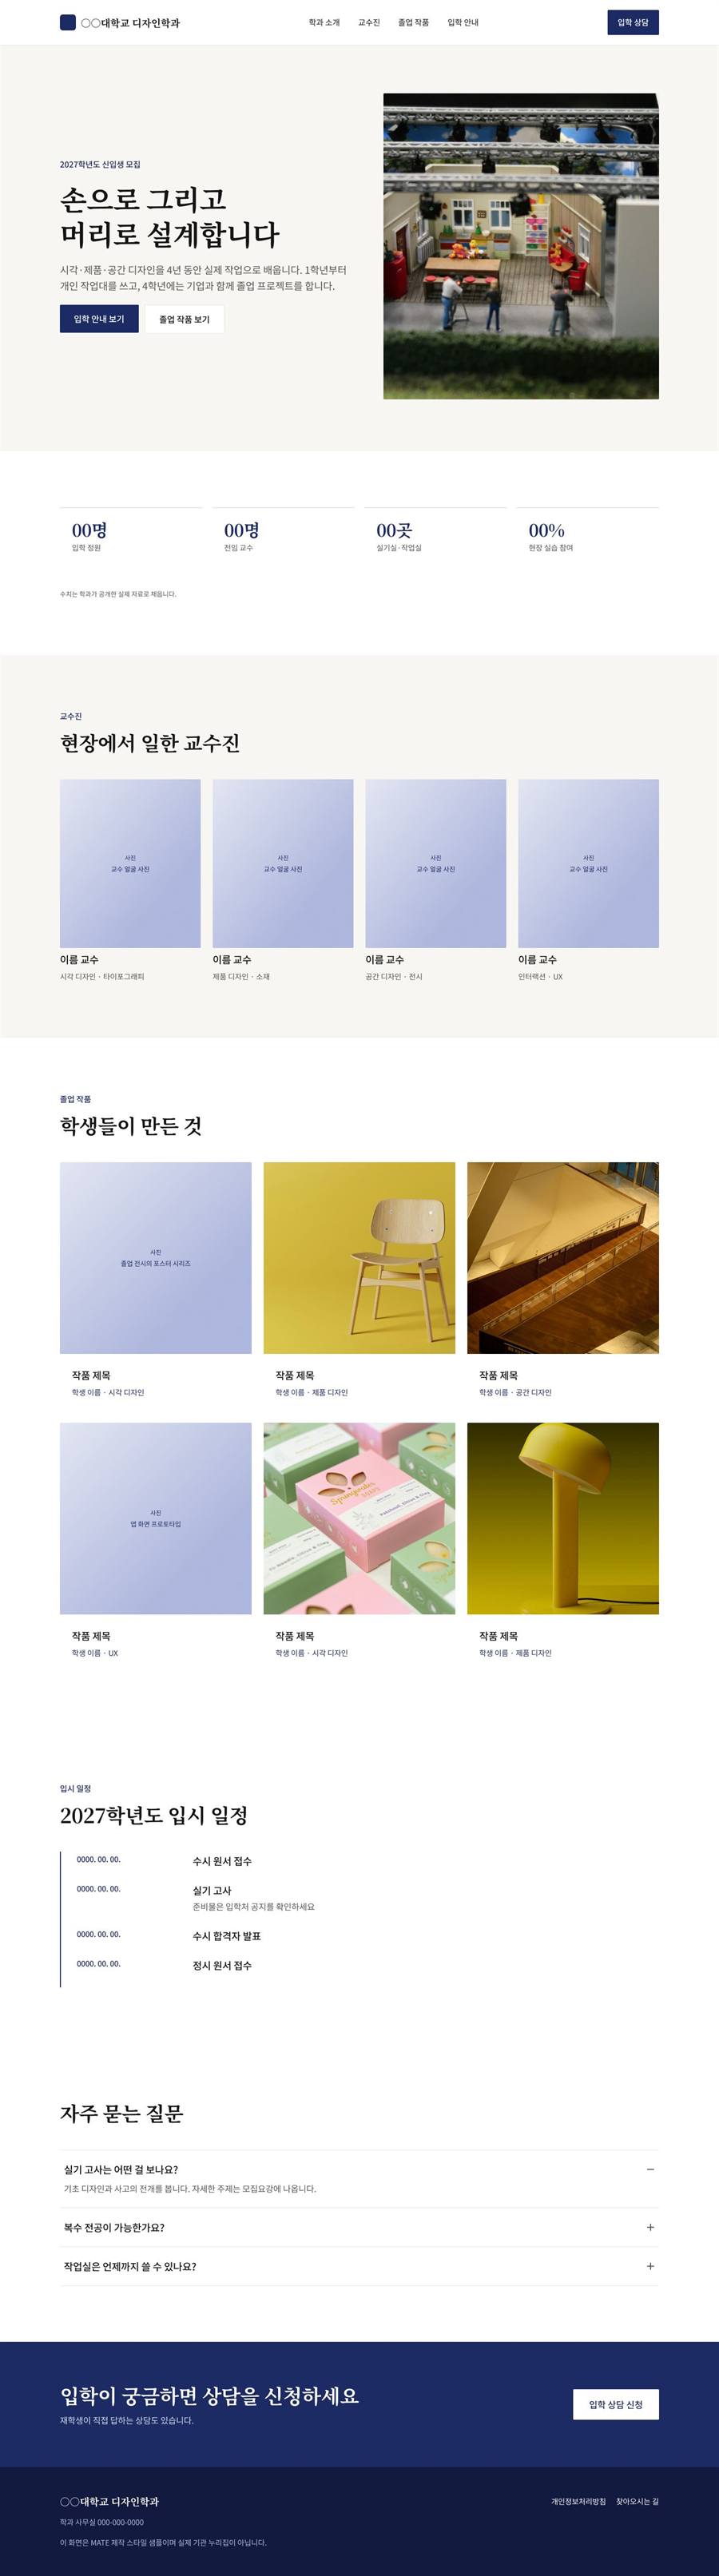 ○○대학교 디자인학과
학과 소개
교수진
졸업 작품
입학 안내
입학 상담
2027학년도 신입생 모집
손으로 그리고
머리로 설계합니다
시각·제품·공간 디자인을 4년 동안 실제 작업으로 배웁니다. 1학년부터
개인 작업대를 쓰고, 4학년에는 기업과 함께 졸업 프로젝트를 합니다.
입학 안내 보기
졸업 작품 보기
00명
입학 정원
00명
전임 교수
00곳
실기실·작업실
00%
현장 실습 참여
수치는 학과가 공개한 실제 자료로 채웁니다.
교수진
현장에서 일한 교수진
사진
교수 얼굴 사진
이름 교수
시각 디자인 · 타이포그래피
사진
교수 얼굴 사진
이름 교수
제품 디자인 · 소재
사진
교수 얼굴 사진
이름 교수
공간 디자인 · 전시
사진
교수 얼굴 사진
이름 교수
인터랙션 · UX
졸업 작품
학생들이 만든 것
사진
졸업 전시의 포스터 시리즈
작품 제목
학생 이름 · 시각 디자인
작품 제목
학생 이름 · 제품 디자인
작품 제목
학생 이름 · 공간 디자인
사진
앱 화면 프로토타입
작품 제목
학생 이름 · UX
작품 제목
학생 이름 · 시각 디자인
작품 제목
학생 이름 · 제품 디자인
입시 일정
2027학년도 입시 일정
0000. 00. 00.
수시 원서 접수
0000. 00. 00.
실기 고사
준비물은 입학처 공지를 확인하세요
0000. 00. 00.
수시 합격자 발표
0000. 00. 00.
정시 원서 접수
자주 묻는 질문
실기 고사는 어떤 걸 보나요?
기초 디자인과 사고의 전개를 봅니다. 자세한 주제는 모집요강에 나옵니다.
복수 전공이 가능한가요?
작업실은 언제까지 쓸 수 있나요?
입학이 궁금하면 상담을 신청하세요
재학생이 직접 답하는 상담도 있습니다.
입학 상담 신청
○○대학교 디자인학과
개인정보처리방침
찾아오시는 길
학과 사무실 000-000-0000
이 화면은 MATE 제작 스타일 샘플이며 실제 기관 누리집이 아닙니다.